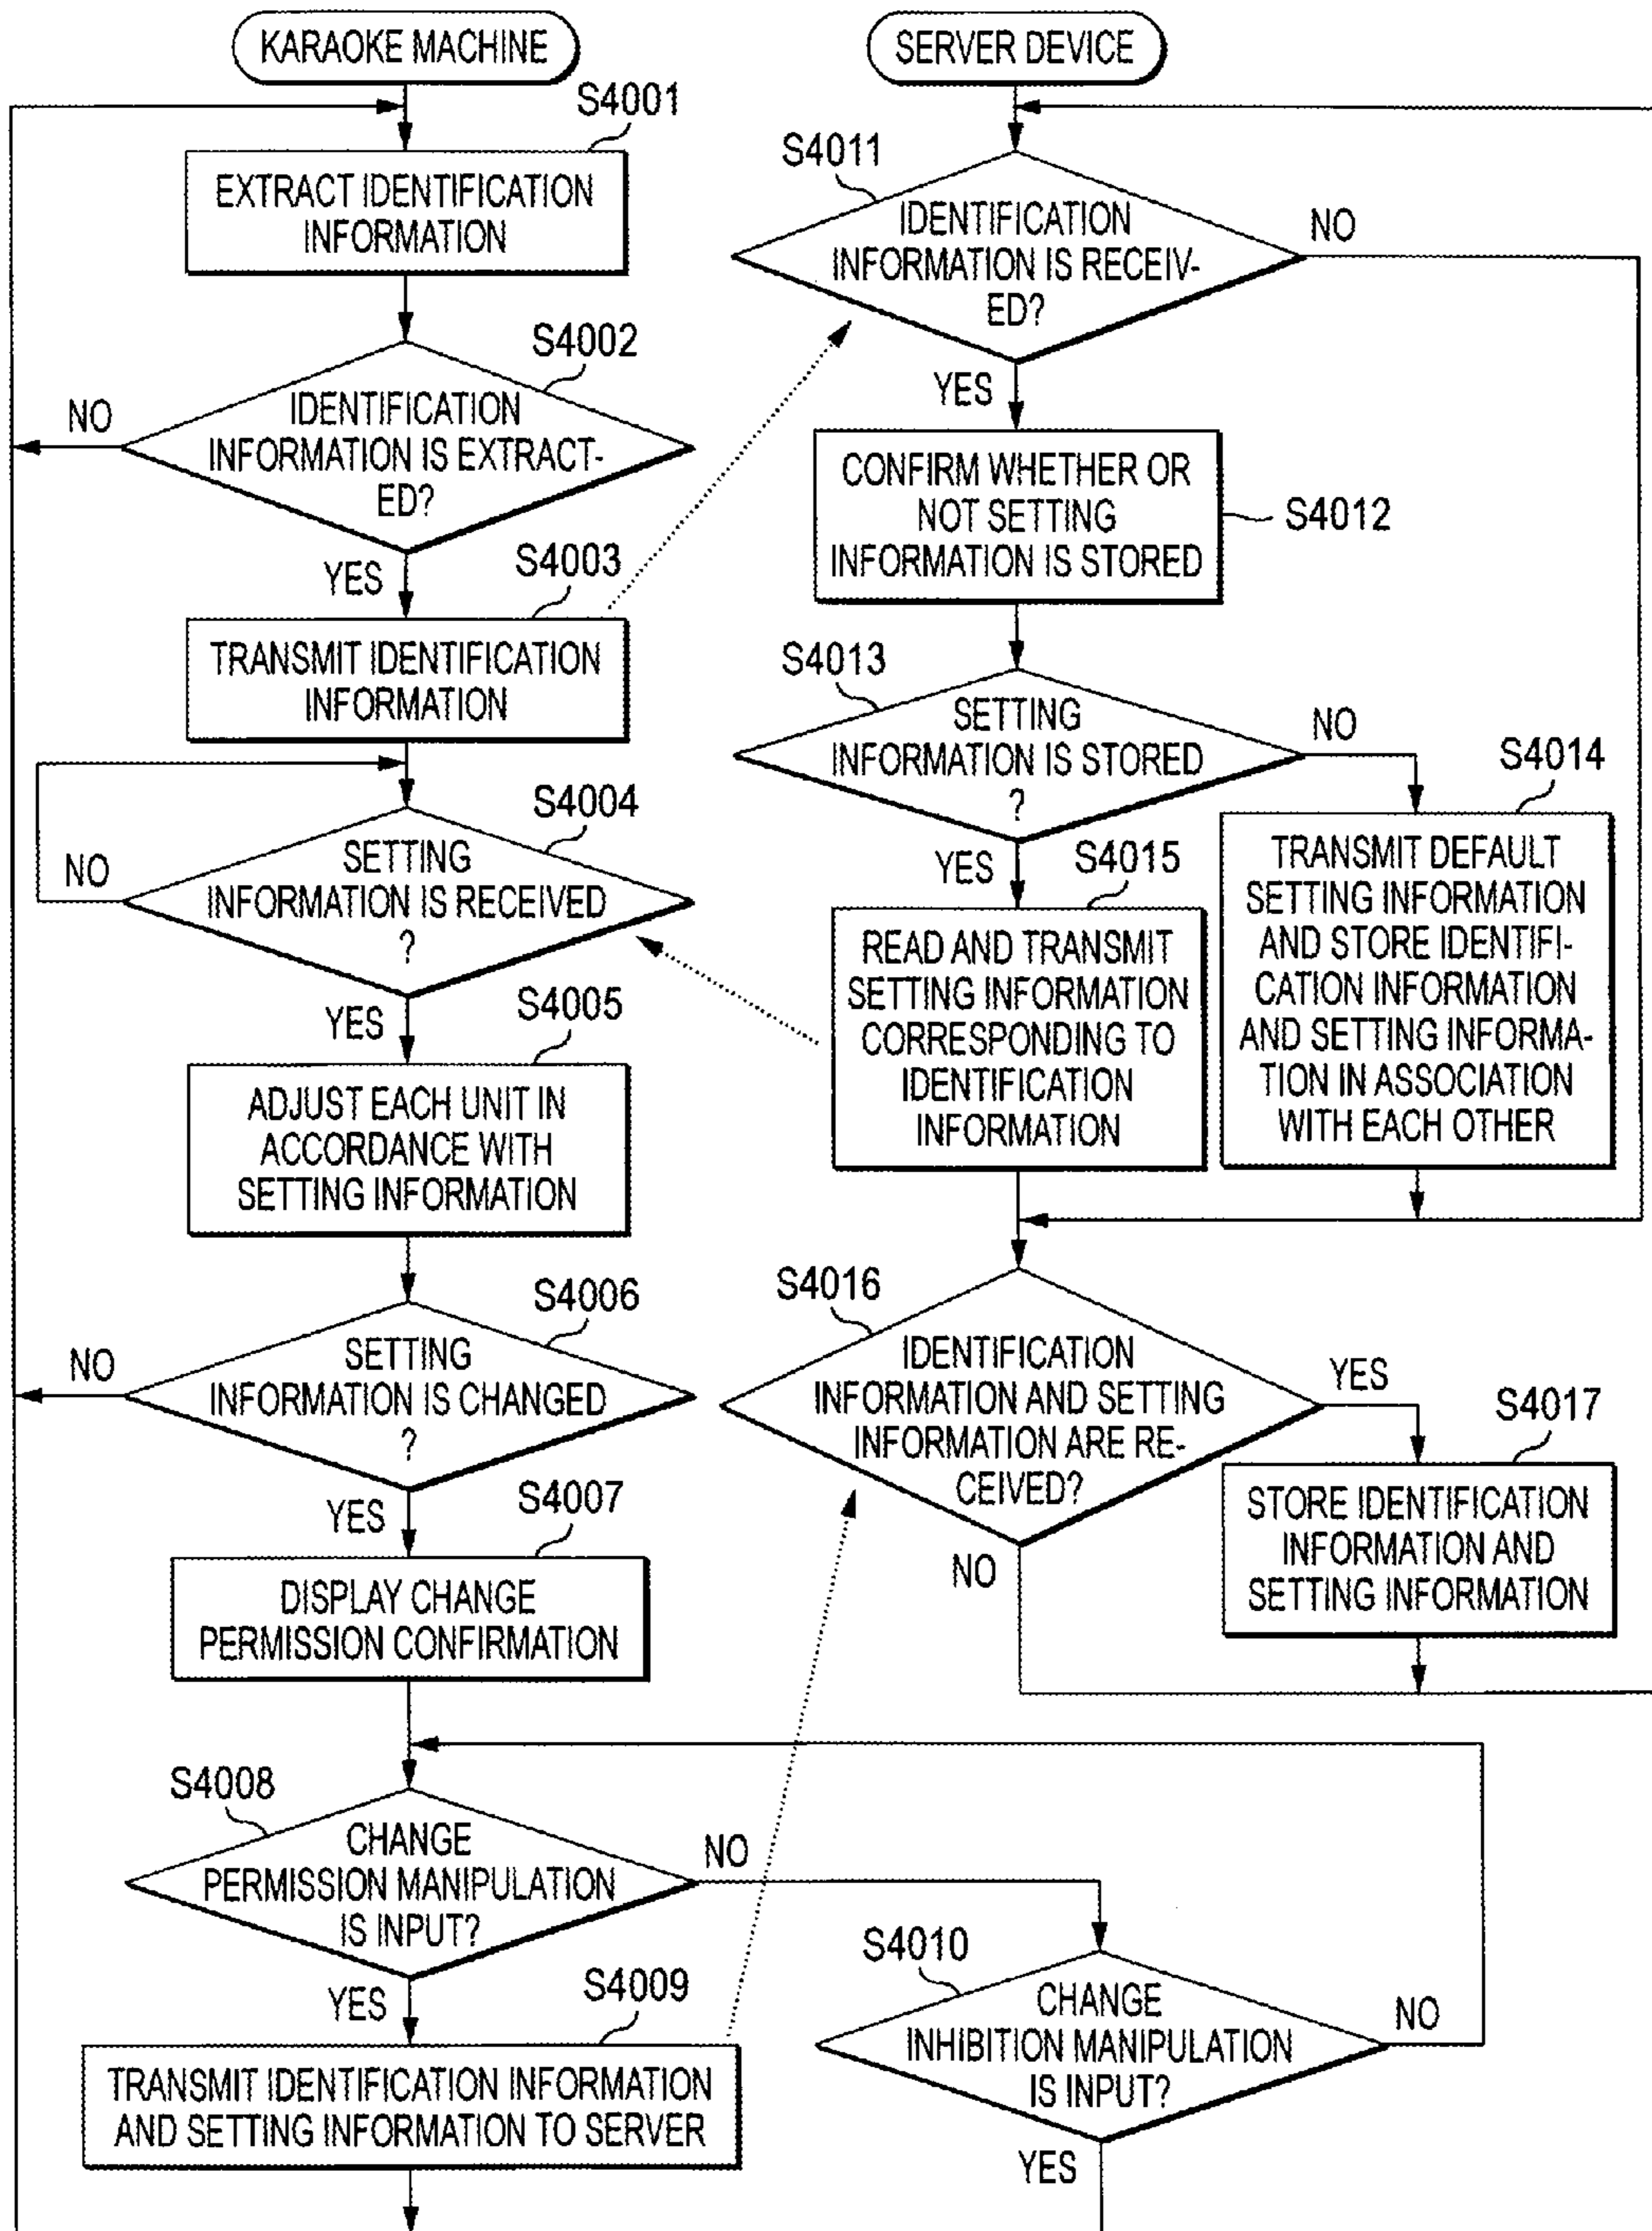 KARAOKE MACHINE
S4001
EXTRACT IDENTIFICATION
INFORMATION
S4002
IDENTIFICATION
INFORMATION IS EXTRACT-
ED?
NO
YES
S4003
TRANSMIT IDENTIFICATION
INFORMATION
S4004
SETTING
INFORMATION IS RECEIVED
?
NO
YES
S4005
ADJUST EACH UNIT IN
ACCORDANCE WITH
SETTING INFORMATION
S4006
SETTING
INFORMATION IS CHANGED
?
NO
YES
S4007
DISPLAY CHANGE
PERMISSION CONFIRMATION
S4008
CHANGE
PERMISSION MANIPULATION
IS INPUT?
NO
YES
S4009
TRANSMIT IDENTIFICATION INFORMATION
AND SETTING INFORMATION TO SERVER
S4010
CHANGE
INHIBITION MANIPULATION
IS INPUT?
NO
YES
SERVER DEVICE
S4011
IDENTIFICATION
INFORMATION IS RECEIV-
ED?
NO
YES
CONFIRM WHETHER OR
NOT SETTING
INFORMATION IS STORED
S4012
S4013
SETTING
INFORMATION IS STORED
?
NO
YES
S4014
TRANSMIT DEFAULT
SETTING INFORMATION
AND STORE IDENTIFI-
CATION INFORMATION
AND SETTING INFORMA-
TION IN ASSOCIATION
WITH EACH OTHER
S4015
READ AND TRANSMIT
SETTING INFORMATION
CORRESPONDING TO
IDENTIFICATION
INFORMATION
S4016
IDENTIFICATION
INFORMATION AND SETTING
INFORMATION ARE RE-
CEIVED?
YES
NO
S4017
STORE IDENTIFICATION
INFORMATION AND
SETTING INFORMATION